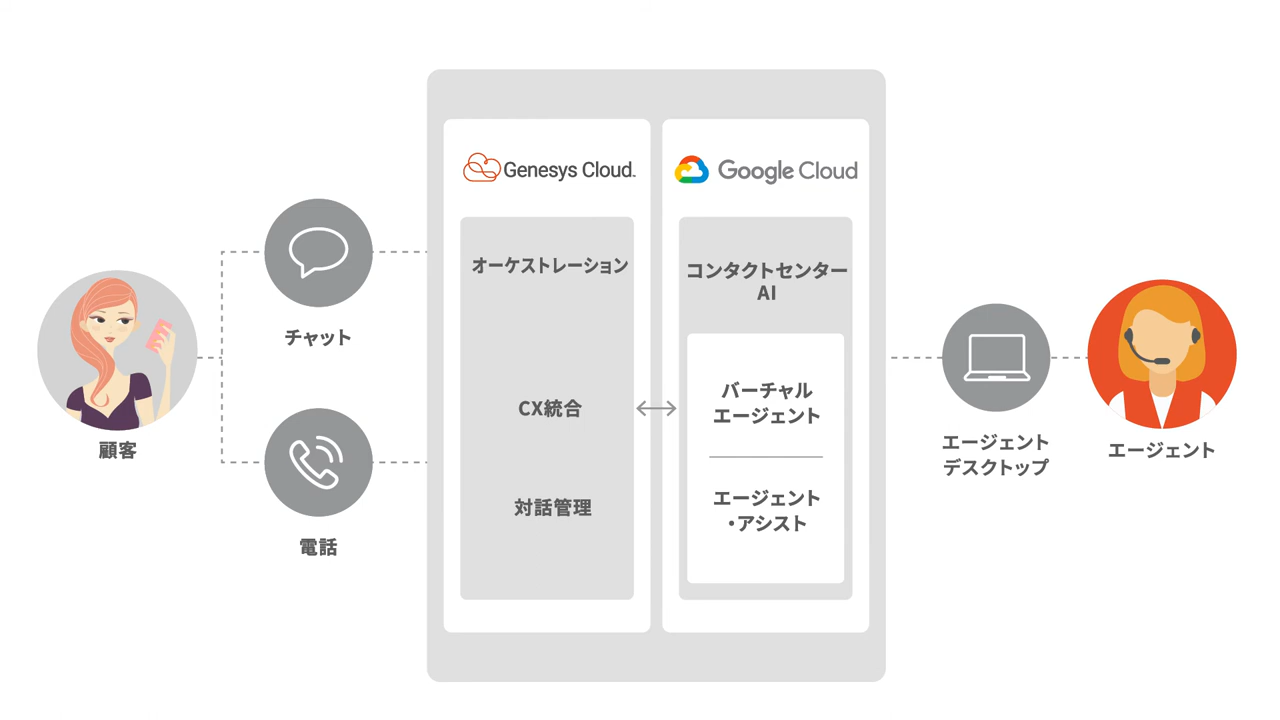 顧客
チャット
電話
Genesys Cloud.
オーケストレーション
CX統合
対話管理
Google Cloud
コンタクトセンター
AI
バーチャル
エージェント
エージェント
・アシスト
エージェント
デスクトップ
エージェント